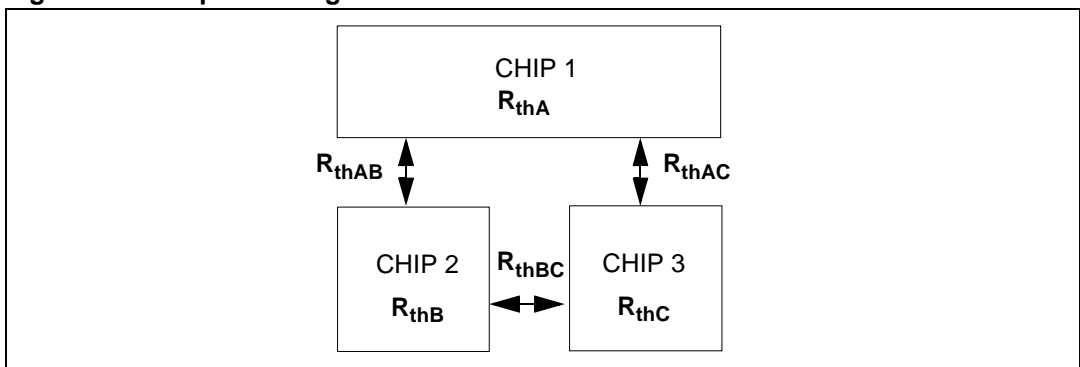 CHIP 1
RthA
RthAB
RthAC
CHIP 2
RthBC
CHIP 3
RthB
RthC